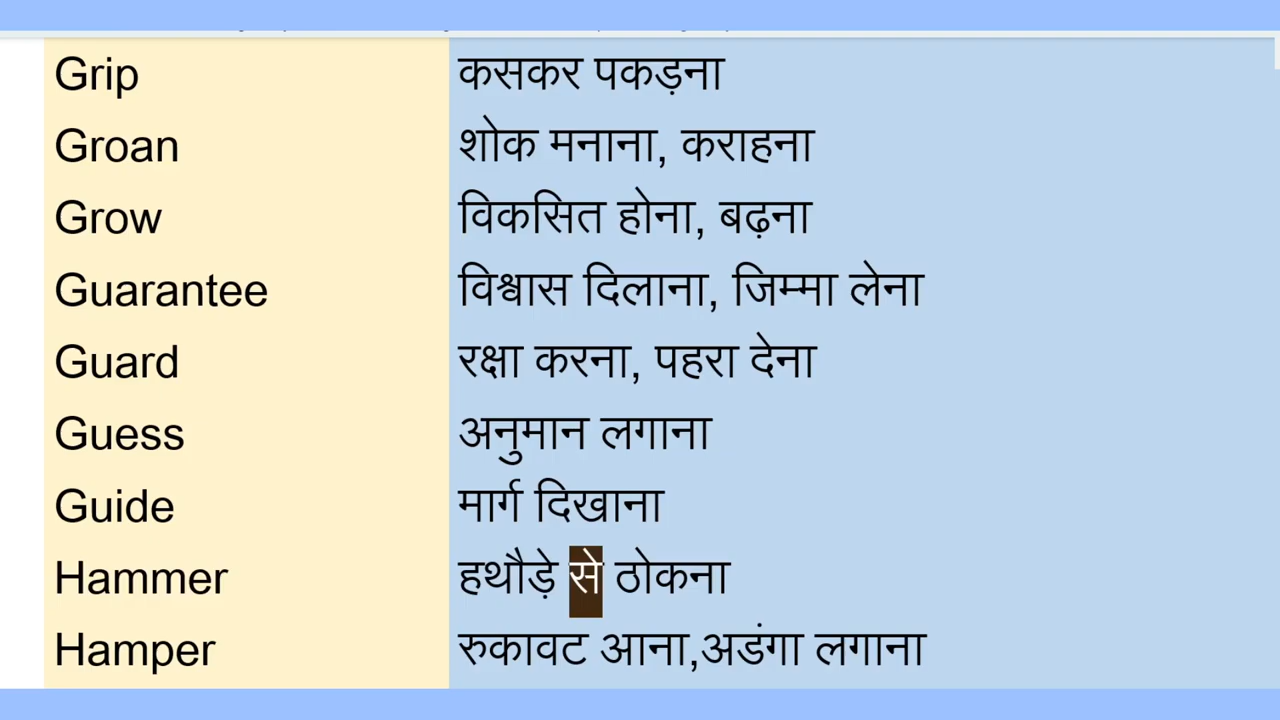 Grip कसकर पकड़ना
Groan शोक मनाना, कराहना
Grow विकसित होना, बढ़ना
Guarantee विश्वास दिलाना, जिम्मा लेना
Guard रक्षा करना, पहरा देना
Guess अनुमान लगाना
Guide मार्ग दिखाना
Hammer हथौड़े से ठोकना
Hamper रुकावट आना,अडंगा लगाना